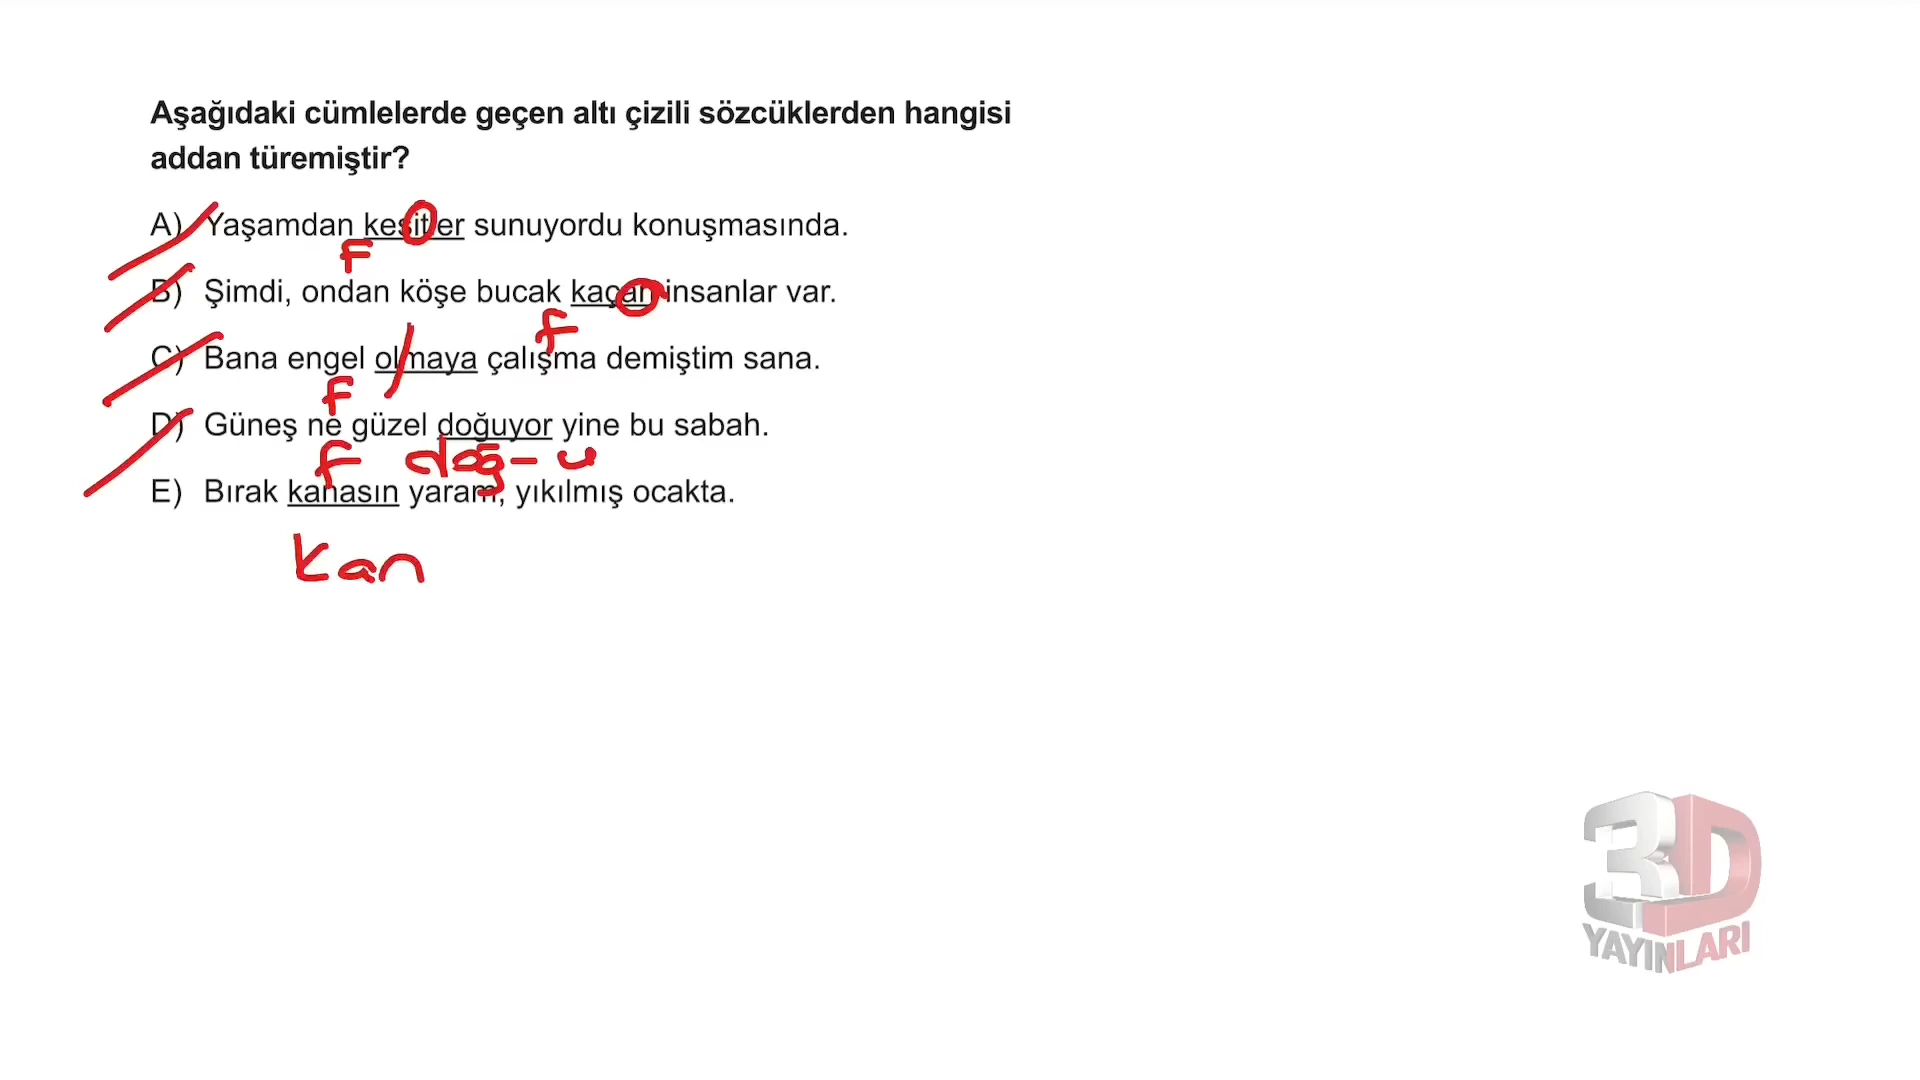 Aşağıdaki cümlelerde geçen altı çizili sözcüklerden hangisi
addan türemiştir?
A) Yaşamdan kesitler sunuyordu konuşmasında.
F
B) Şimdi, ondan köşe bucak kaçan insanlar var.
F
C) Bana engel olmaya çalışma demiştim sana.
F
D) Güneş ne güzel doğuyor yine bu sabah.
F doğ- u
E) Bırak kanasın yaram, yıkılmış ocakta.
kan
3D
YAYINLARI